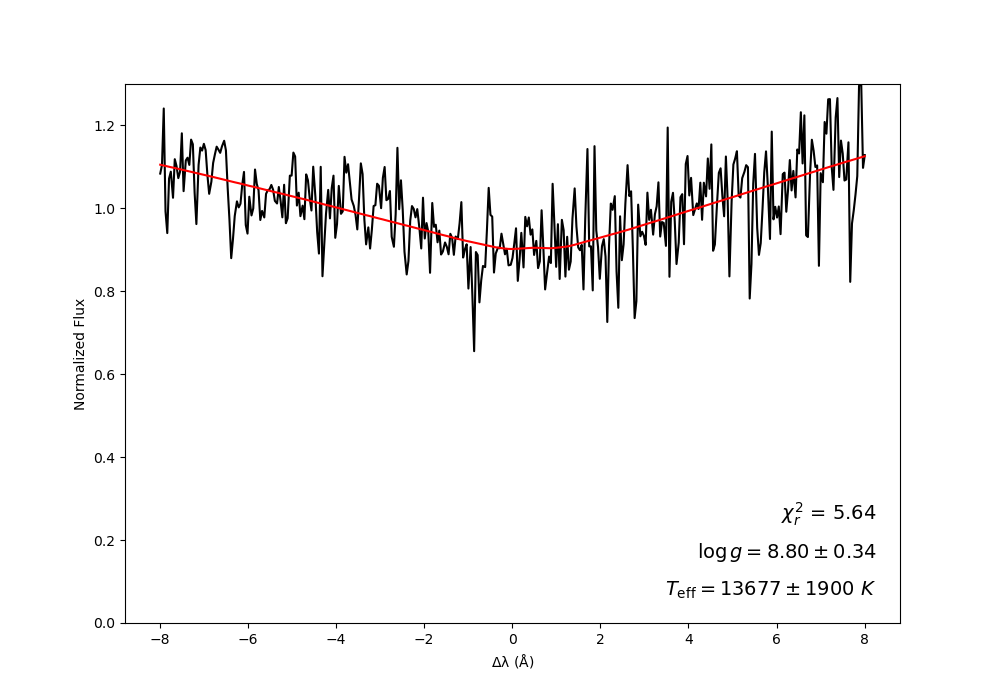 1.2
1.0
0.8
0.6
0.4
0.2
0.0
Normalized Flux
χ²ᵣ = 5.64
log g = 8.80 ± 0.34
T_eff = 13677 ± 1900 K
−8 −6 −4 −2 0 2 4 6 8
Δλ (Å)